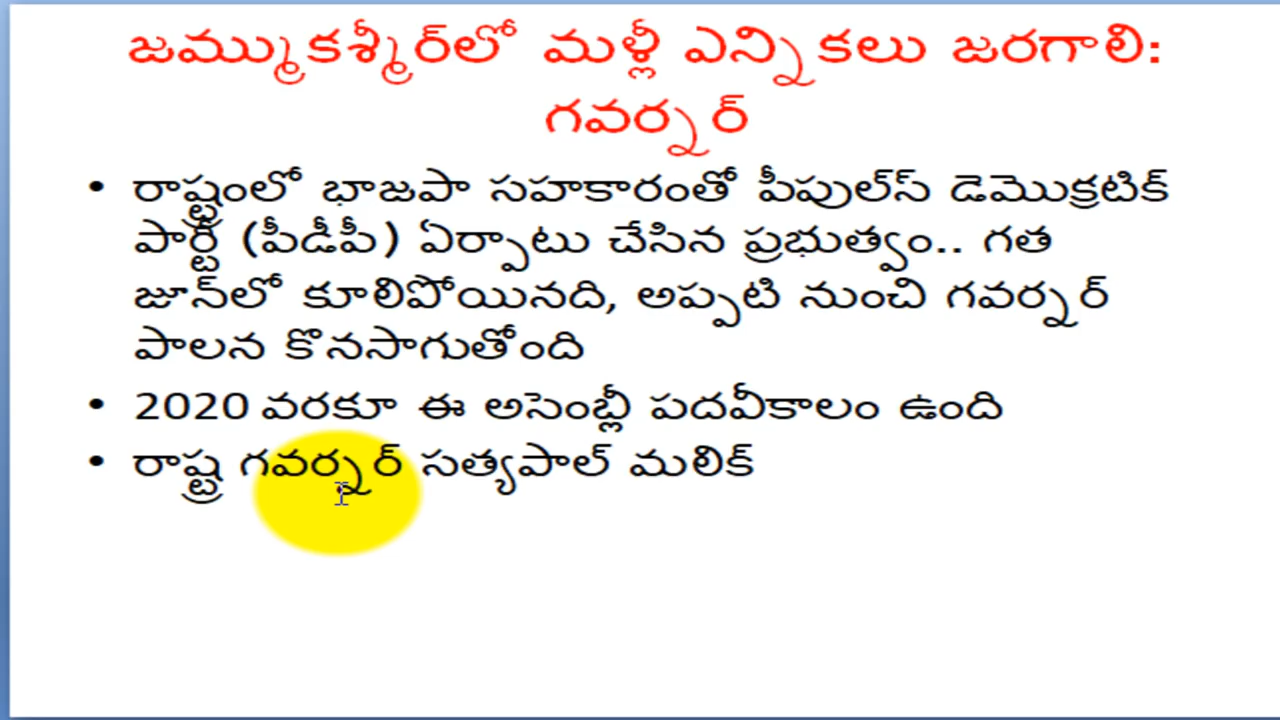 జమ్ముకశ్మీర్‌లో మళ్లీ ఎన్నికలు జరగాలి:
గవర్నర్
• రాష్ట్రంలో భాజపా సహకారంతో పీపుల్స్ డెమొక్రటిక్
పార్టీ (పీడీపీ) ఏర్పాటు చేసిన ప్రభుత్వం.. గత
జూన్‌లో కూలిపోయినది, అప్పటి నుంచి గవర్నర్
పాలన కొనసాగుతోంది
• 2020 వరకూ ఈ అసెంబ్లీ పదవీకాలం ఉంది
• రాష్ట్ర గవర్నర్ సత్యపాల్ మలిక్